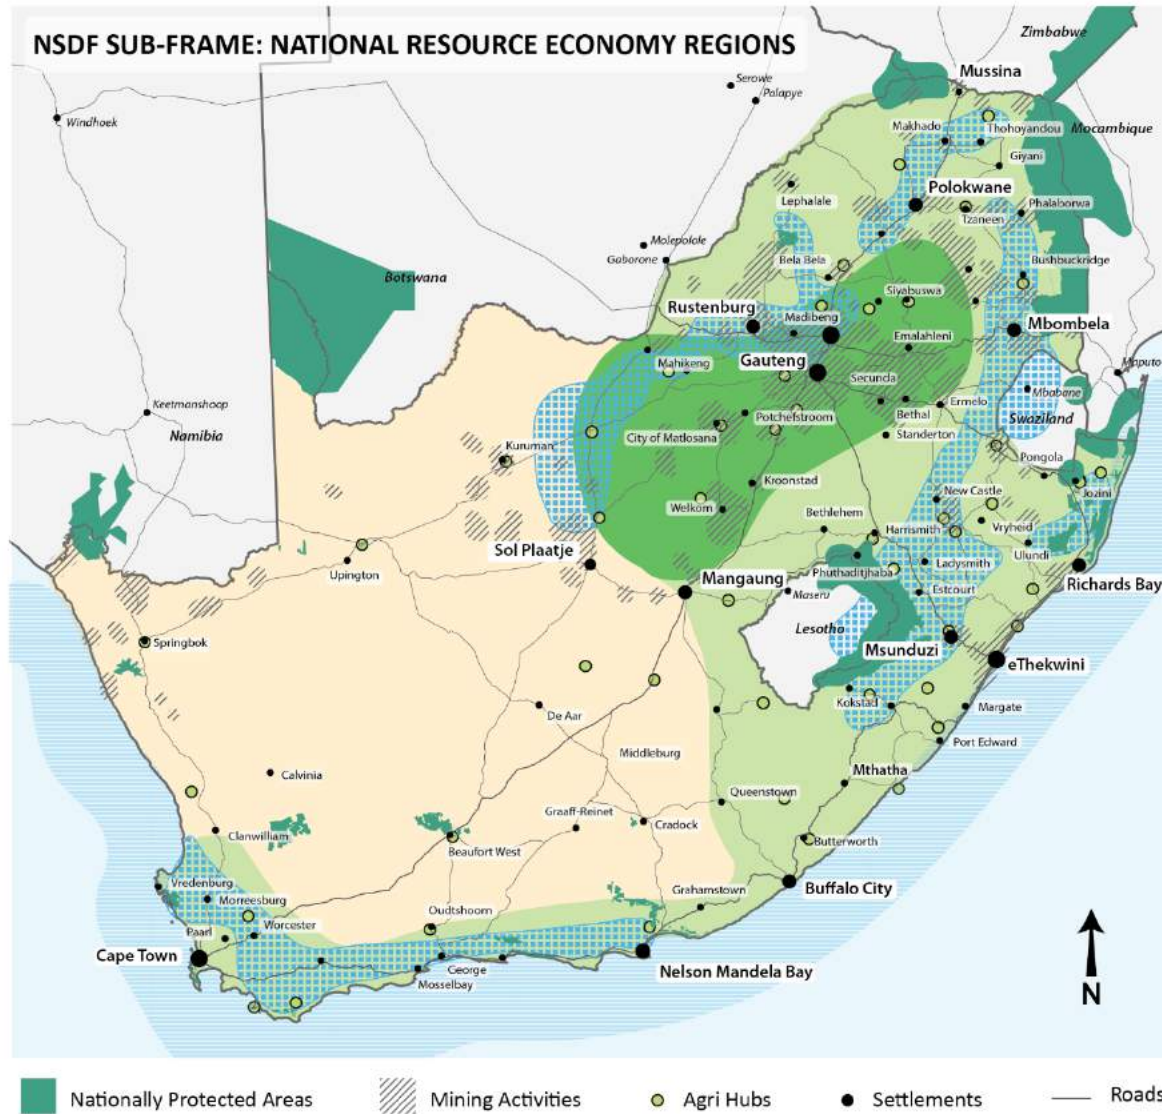 NSDF SUB-FRAME: NATIONAL RESOURCE ECONOMY REGIONS
Zimbabwe
Serowe
Mussina
Palapye
Windhoek
Makhado
Thohoyandou
Mocambique
Giyani
Polokwane
Lephalale
Tzaneen
Phalaborwa
Molepolole
Gaborone
Bela Bela
Bushbuckridge
Botswana
Siyabuswa
Rustenburg
Madibeng
Mbombela
Emalahleni
Gauteng
Mahikeng
Maputo
Secunda
Mbabane
Keetmanshoop
Ermelo
Bethal
Potchefstroom
Swaziland
Namibia
City of Matlosana
Standerton
Kuruman
Pongola
Kroonstad
Jozini
New Castle
Welkom
Bethlehem
Vryheid
Harrismith
Sol Plaatje
Ulundi
Upington
Phuthaditjhaba
Ladysmith
Mangaung
Richards Bay
Maseru
Estcourt
Lesotho
Springbok
Msunduzi
eThekwini
Kokstad
Margate
De Aar
Port Edward
Middleburg
Mthatha
Calvinia
Queenstown
Graaff-Reinet
Cradock
Clanwilliam
Butterworth
Beaufort West
Vredenburg
Grahamstown
Buffalo City
Morreesburg
Oudtshoorn
Worcester
Paarl
Cape Town
George
Nelson Mandela Bay
Mosselbay
N
Nationally Protected Areas
Mining Activities
Agri Hubs
Settlements
Roads